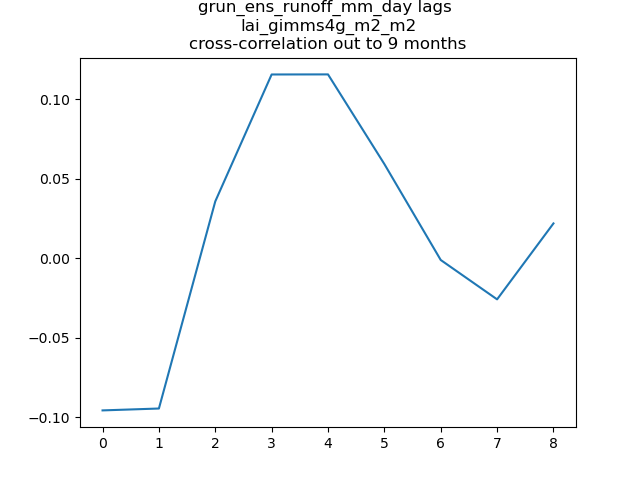 grun_ens_runoff_mm_day lags
lai_gimms4g_m2_m2
cross-correlation out to 9 months
0.10
0.05
0.00
−0.05
−0.10
0 1 2 3 4 5 6 7 8